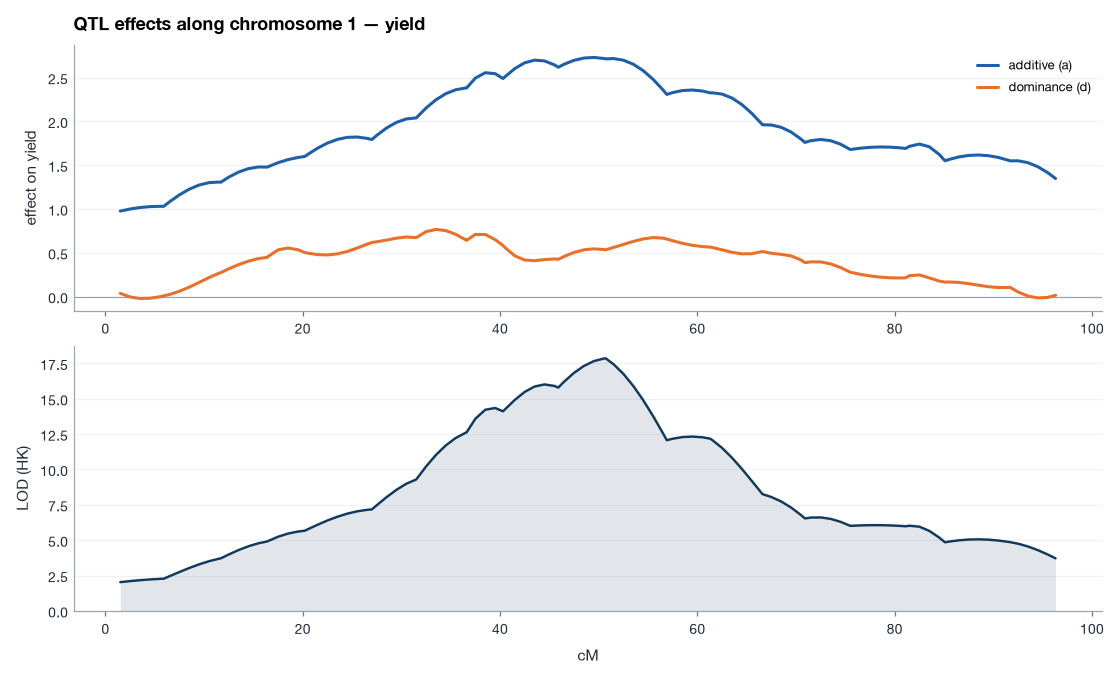 QTL effects along chromosome 1 — yield
additive (a)
dominance (d)
effect on yield
2.5
2.0
1.5
1.0
0.5
0.0
0 20 40 60 80 100
LOD (HK)
17.5
15.0
12.5
10.0
7.5
5.0
2.5
0.0
0 20 40 60 80 100
cM